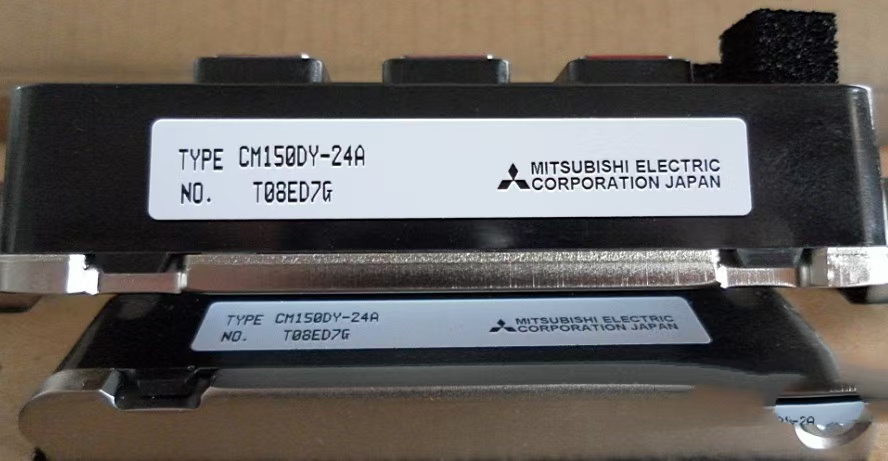 TYPE CM150DY-24A
NO. T08ED7G
MITSUBISHI ELECTRIC
CORPORATION JAPAN
TYPE CM150DY-24A
NO. T08ED7G
MITSUBISHI ELECTRIC
CORPORATION JAPAN